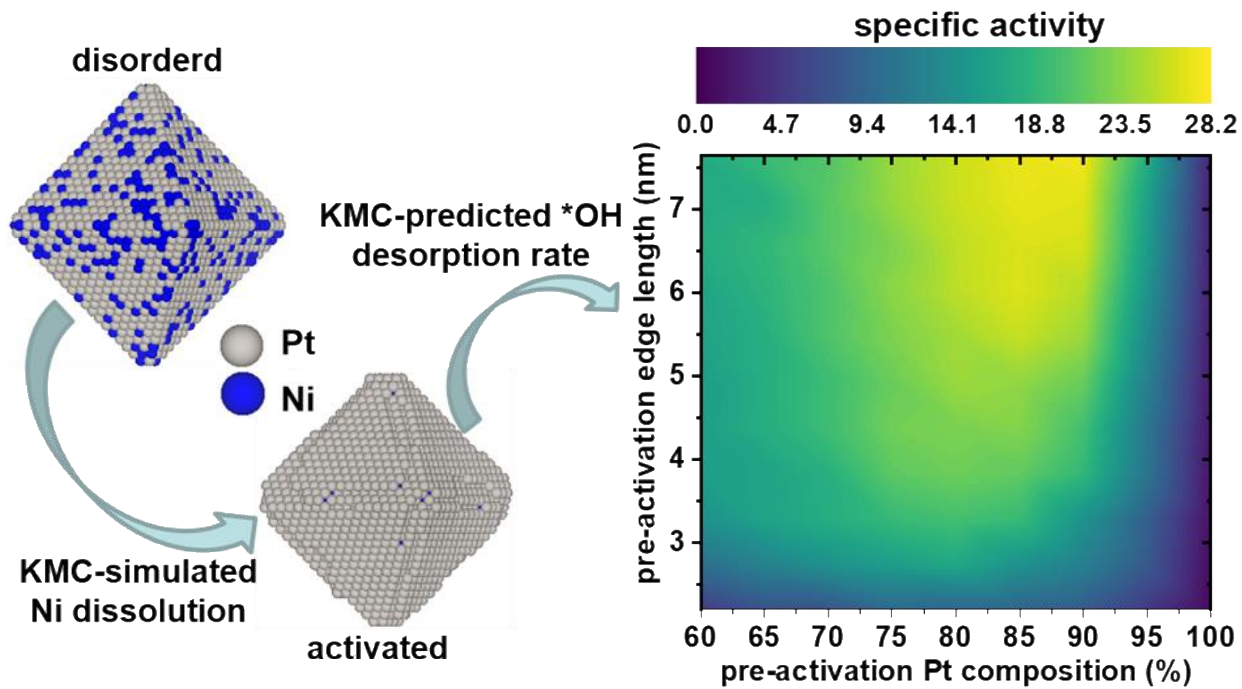 disorderd
Pt
Ni
KMC-simulated
Ni dissolution
activated
KMC-predicted *OH
desorption rate
specific activity
0.0 4.7 9.4 14.1 18.8 23.5 28.2
pre-activation edge length (nm)
7
6
5
4
3
60 65 70 75 80 85 90 95 100
pre-activation Pt composition (%)